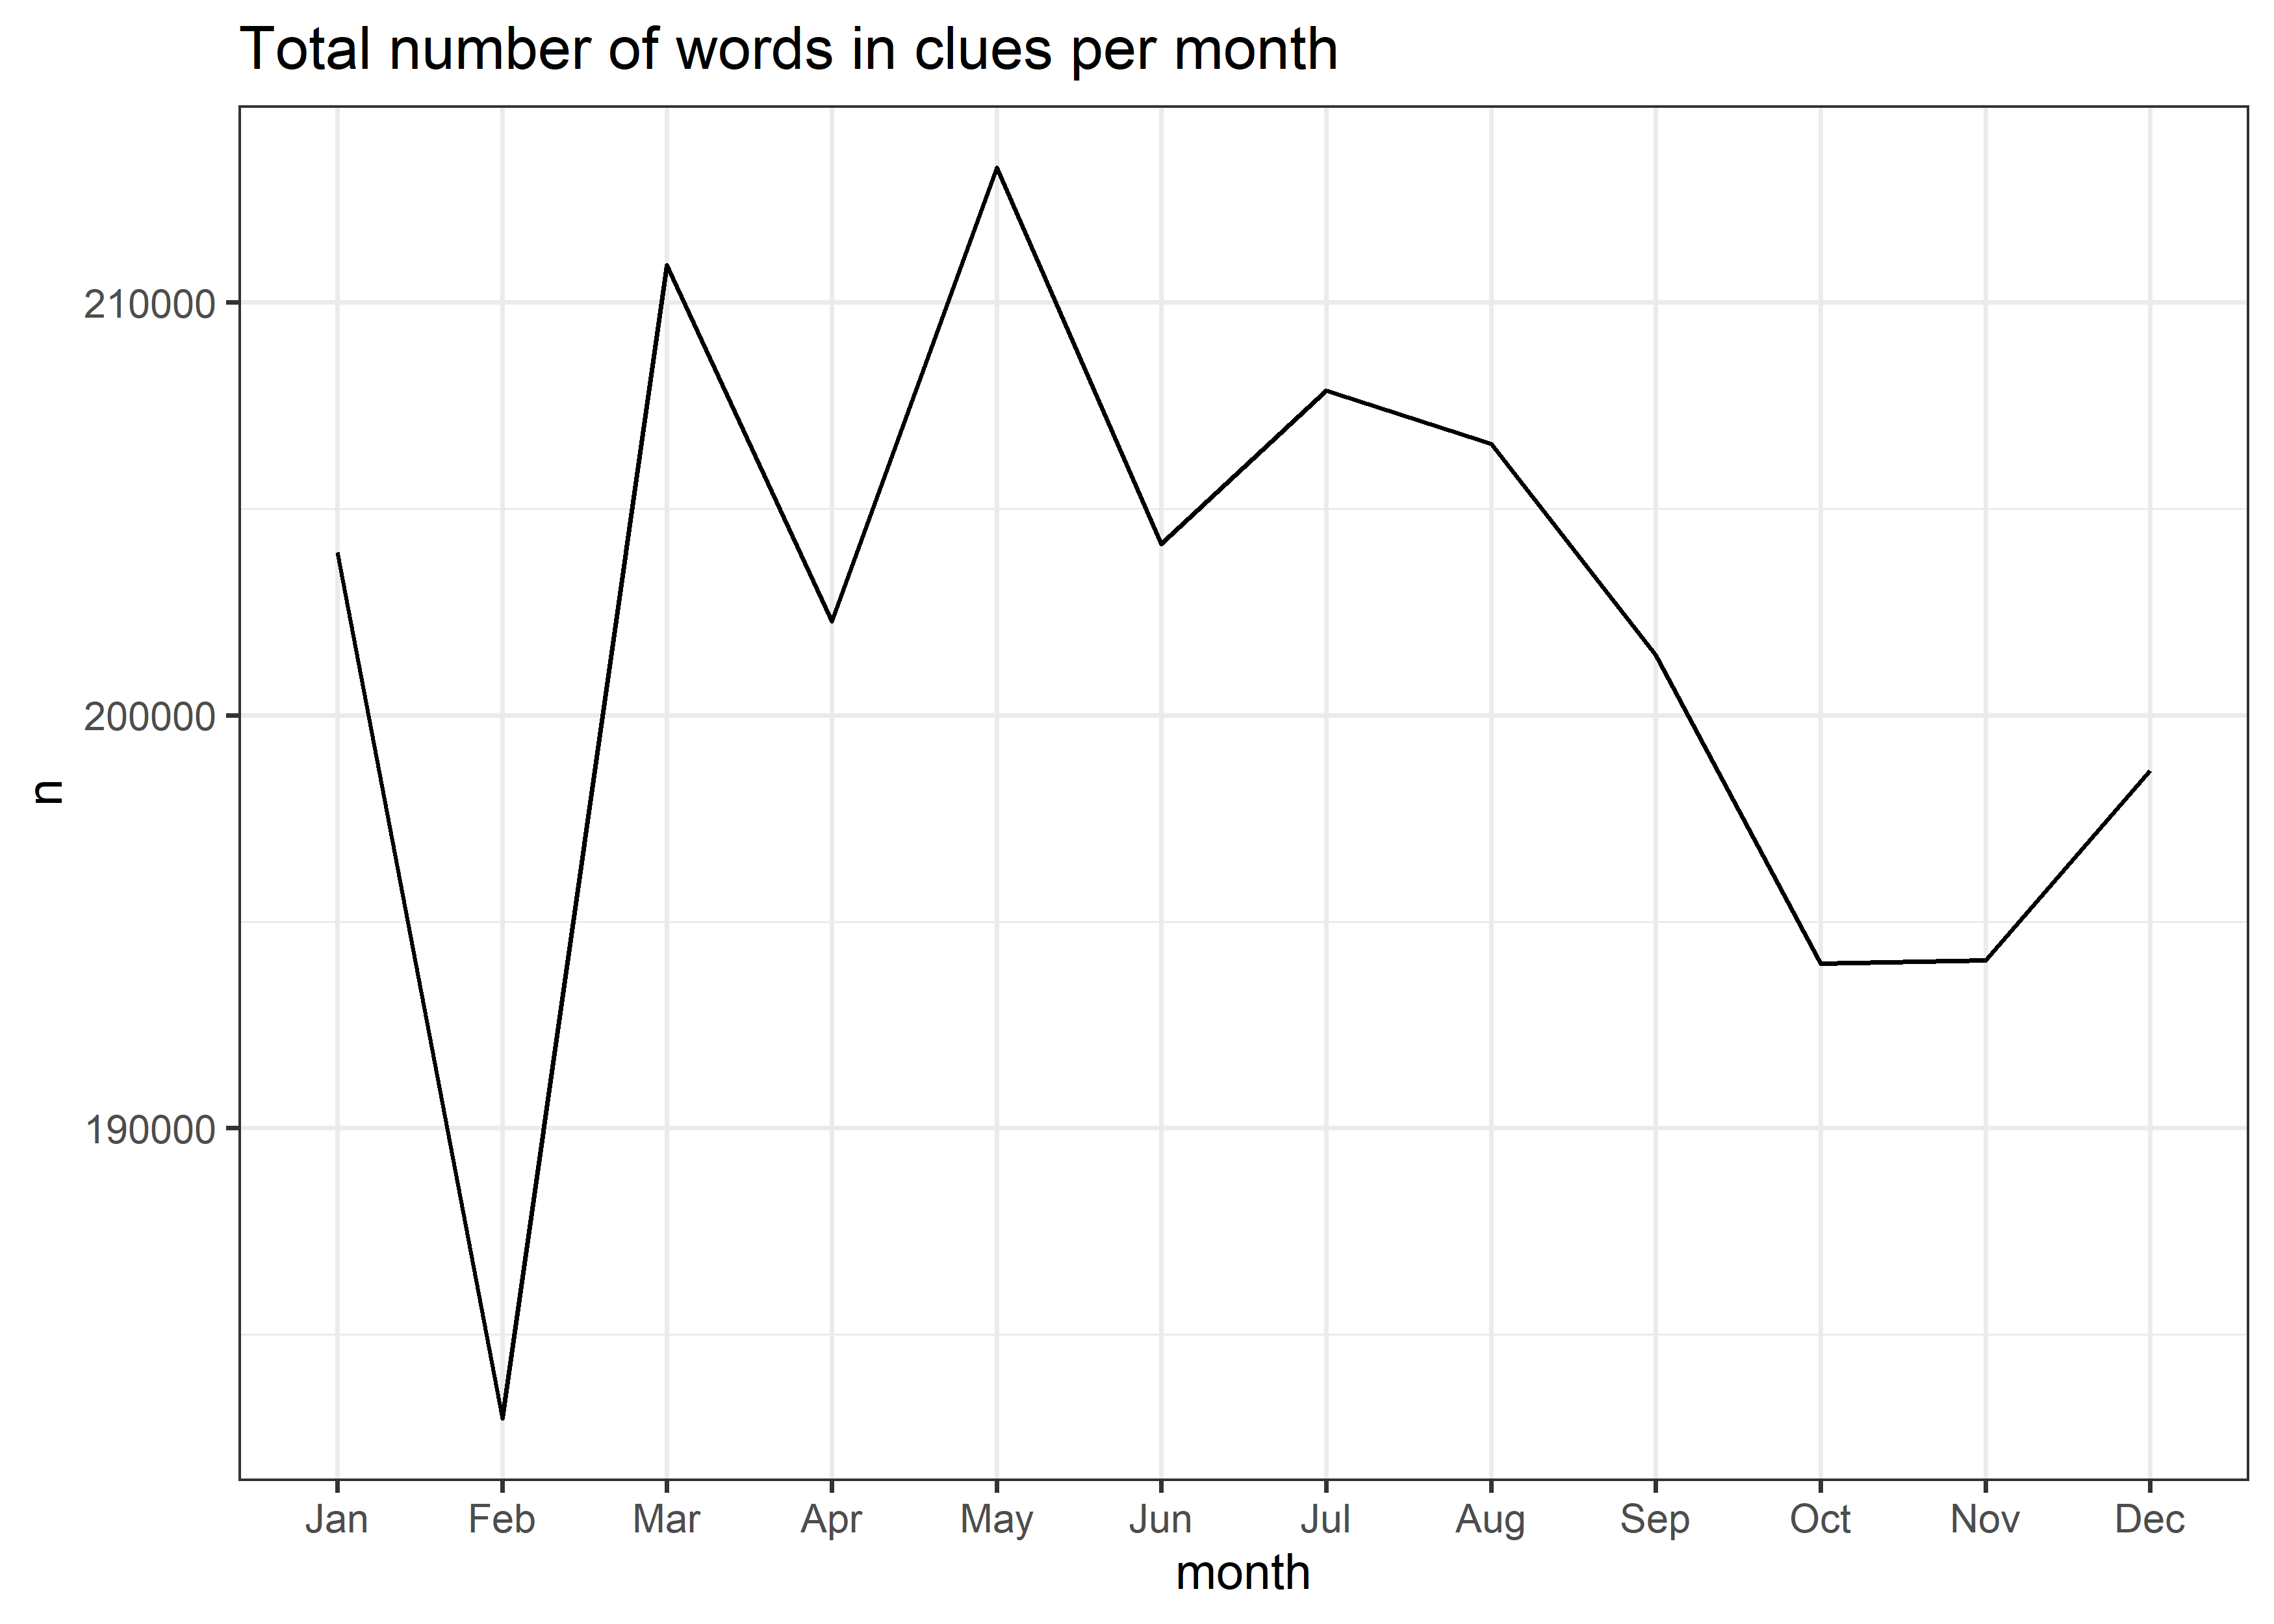 Total number of words in clues per month
210000
200000
190000
n
Jan Feb Mar Apr May Jun Jul Aug Sep Oct Nov Dec
month